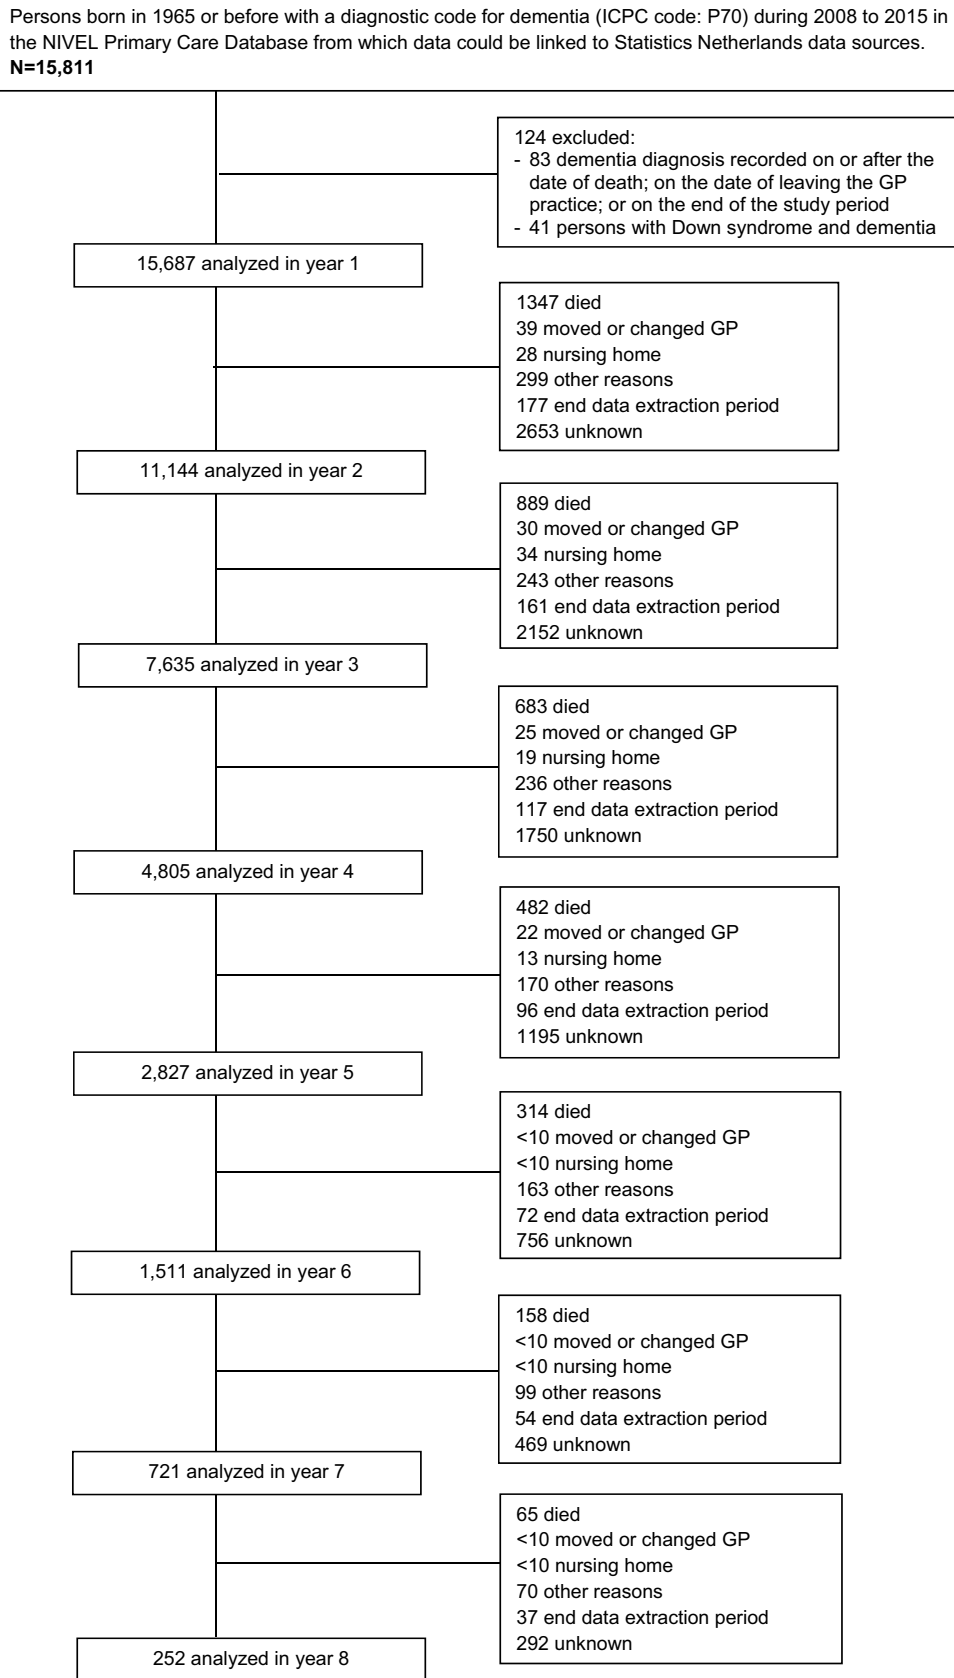 Persons born in 1965 or before with a diagnostic code for dementia (ICPC code: P70) during 2008 to 2015 in
the NIVEL Primary Care Database from which data could be linked to Statistics Netherlands data sources.
N=15,811
124 excluded:
- 83 dementia diagnosis recorded on or after the
date of death; on the date of leaving the GP
practice; or on the end of the study period
- 41 persons with Down syndrome and dementia
15,687 analyzed in year 1
1347 died
39 moved or changed GP
28 nursing home
299 other reasons
177 end data extraction period
2653 unknown
11,144 analyzed in year 2
889 died
30 moved or changed GP
34 nursing home
243 other reasons
161 end data extraction period
2152 unknown
7,635 analyzed in year 3
683 died
25 moved or changed GP
19 nursing home
236 other reasons
117 end data extraction period
1750 unknown
4,805 analyzed in year 4
482 died
22 moved or changed GP
13 nursing home
170 other reasons
96 end data extraction period
1195 unknown
2,827 analyzed in year 5
314 died
<10 moved or changed GP
<10 nursing home
163 other reasons
72 end data extraction period
756 unknown
1,511 analyzed in year 6
158 died
<10 moved or changed GP
<10 nursing home
99 other reasons
54 end data extraction period
469 unknown
721 analyzed in year 7
65 died
<10 moved or changed GP
<10 nursing home
70 other reasons
37 end data extraction period
292 unknown
252 analyzed in year 8